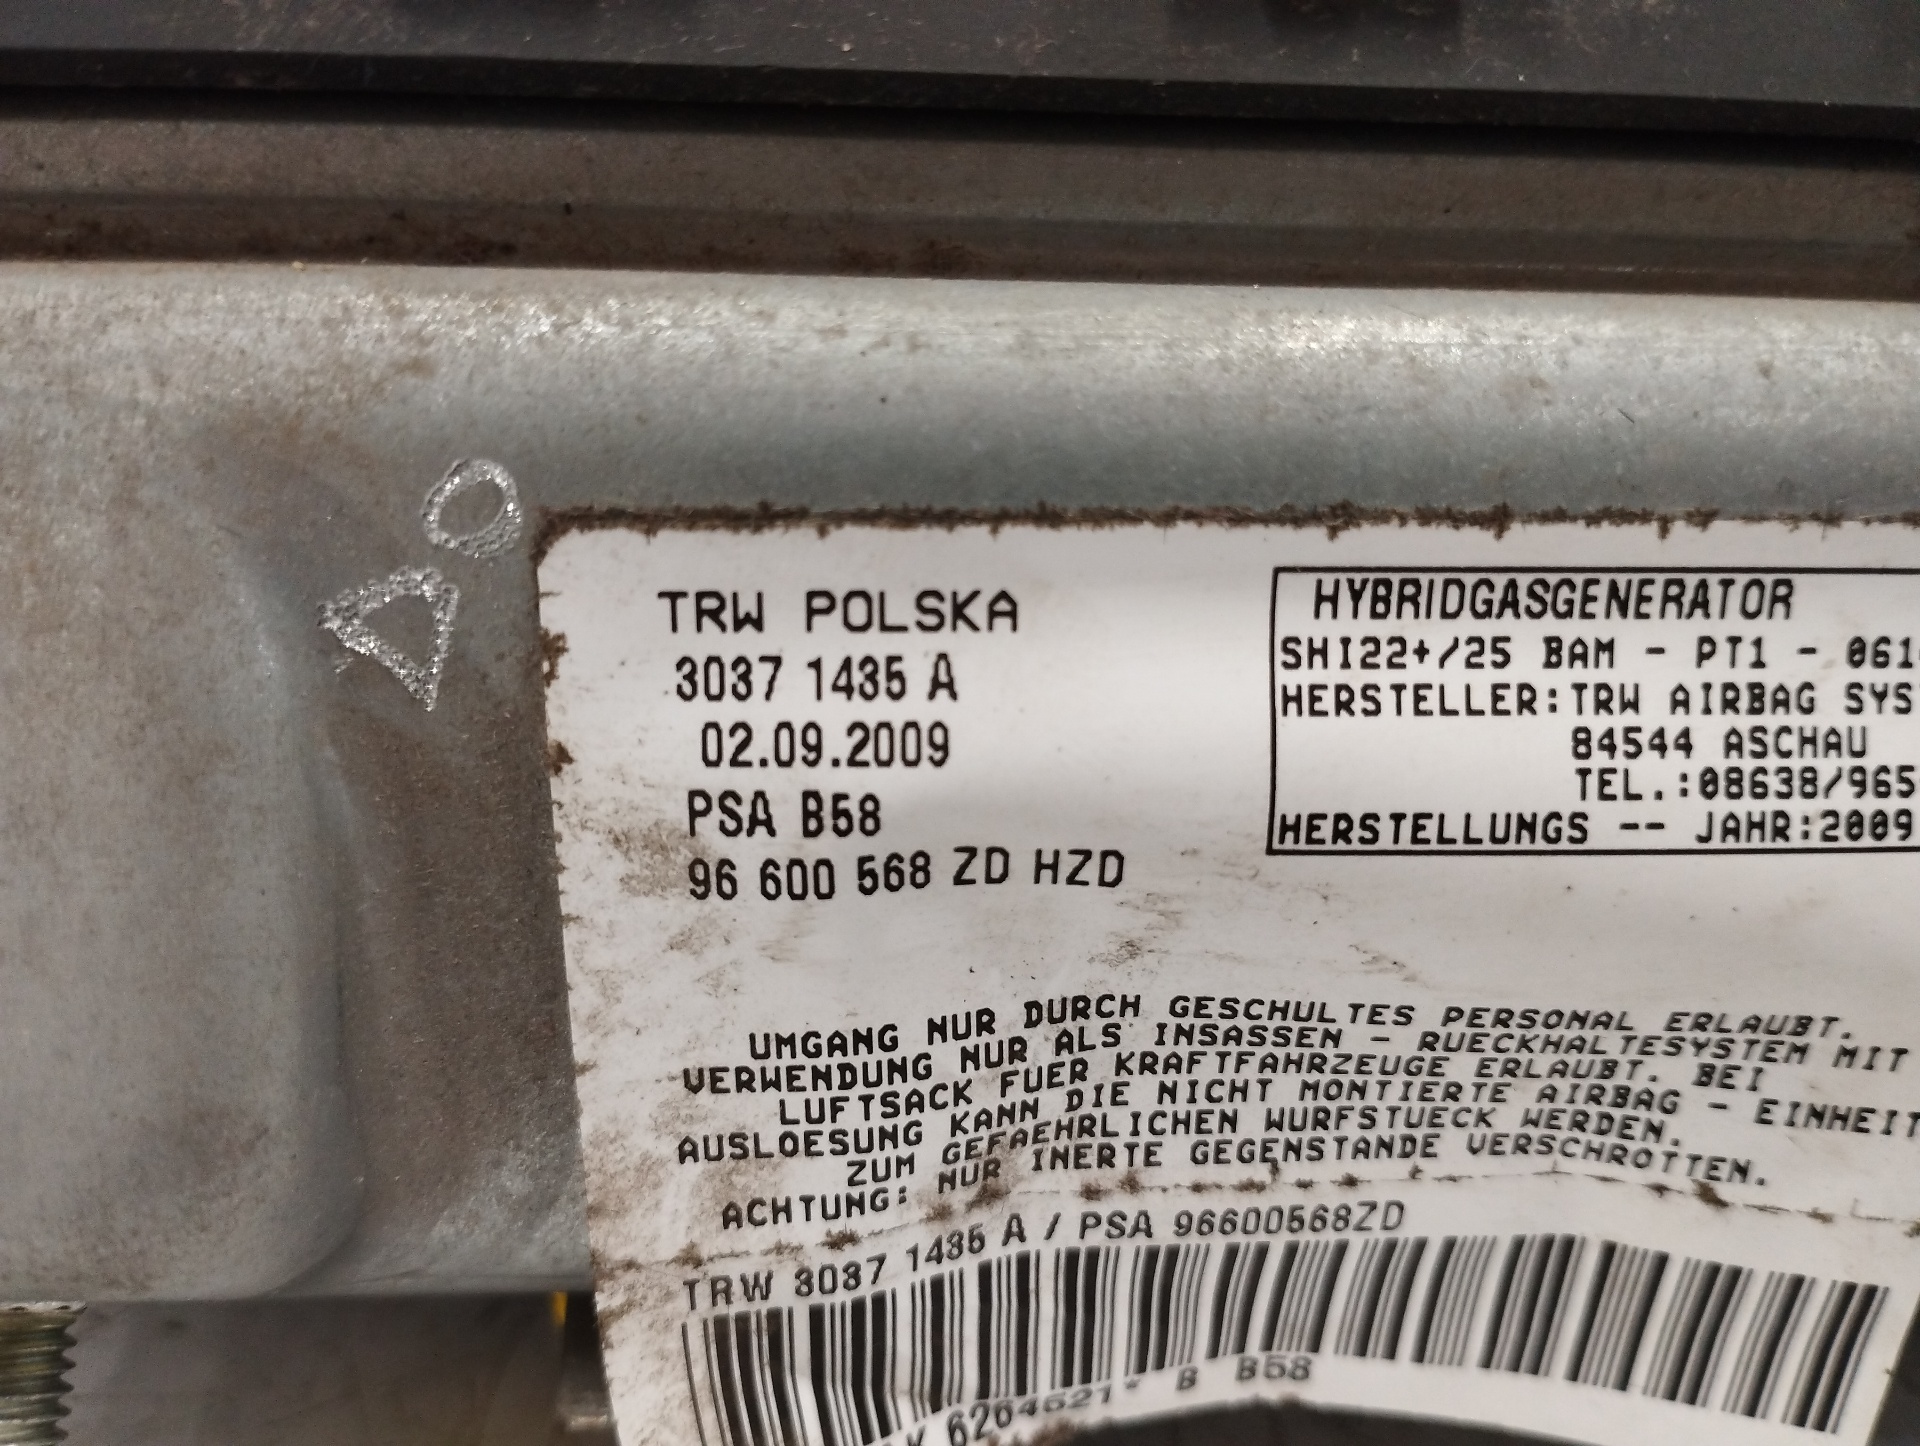 TRW POLSKA
3037 1435 A
02.09.2009
PSA B58
96 600 568 ZD HZD
HYBRIDGASGENERATOR
SHI22+/25 BAM - PT1 -
HERSTELLER: TRW AIRBAG
84544 ASCHAU
TEL.:08638/965
HERSTELLUNGS -- JAHR:2009
UMGANG NUR DURCH GESCHULTES PERSONAL ERLAUBT.
VERWENDUNG NUR ALS INSASSEN - RUECKHALTESYSTEM MIT
LUFTSACK FUER KRAFTFAHRZEUGE ERLAUBT. BEI
AUSLOESUNG KANN DIE NICHT MONTIERTE AIRBAG - EINHEIT
ZUM GEFAEHRLICHEN WURFSTUECK WERDEN.
ACHTUNG: NUR INERTE GEGENSTANDE VERSCHROTTEN.
TRW 3037 1435 A / PSA 96600568ZD
6204521* B B58